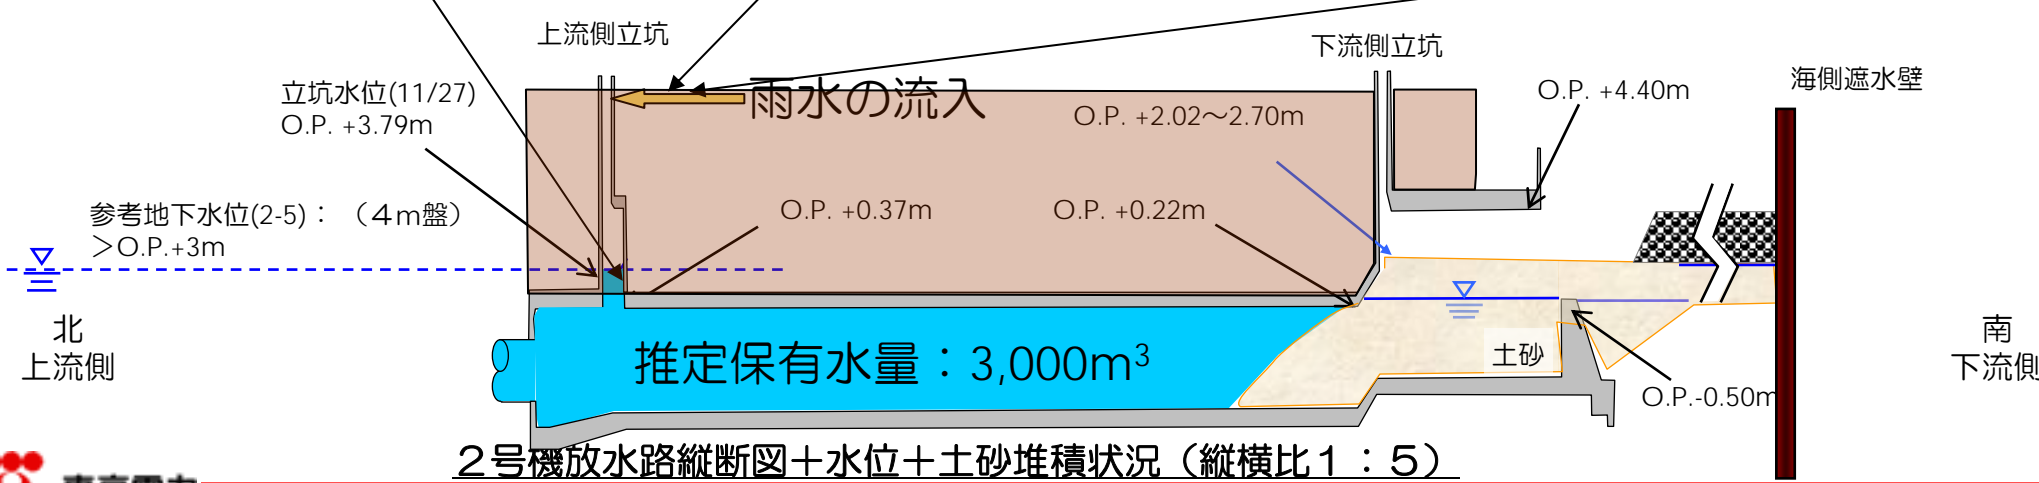 上流側立坑
下流側立坑
海側遮水壁
立坑水位(11/27)
O.P. +3.79m
雨水の流入
O.P. +2.02～2.70m
O.P. +4.40m
参考地下水位(2-5)： （４ｍ盤）
＞O.P.+3m
O.P. +0.37m
O.P. +0.22m
北
上流側
推定保有水量：3,000m³
土砂
O.P.-0.50m
南
下流側
２号機放水路縦断図＋水位＋土砂堆積状況（縦横比１：５）
東京電力